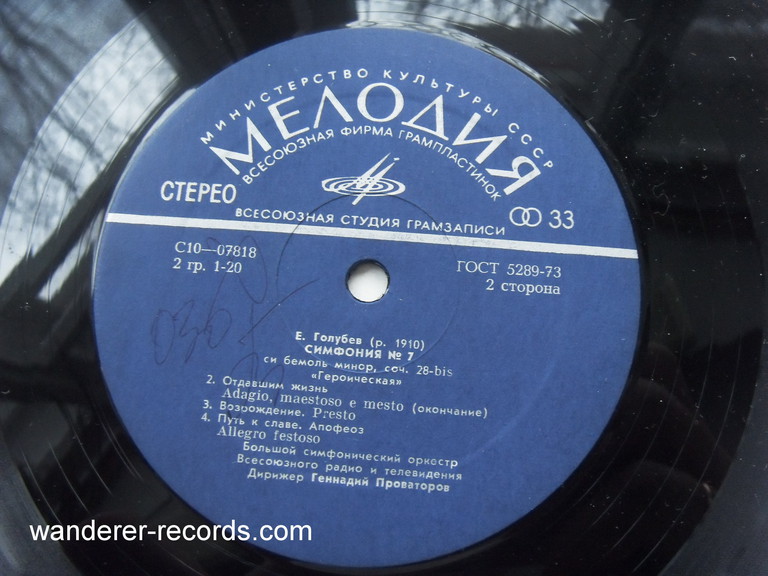 МИНИСТЕРСТВО КУЛЬТУРЫ СССР
МЕЛОДИЯ
ВСЕСОЮЗНАЯ ФИРМА ГРАМПЛАСТИНОК
СТЕРЕО
33
ВСЕСОЮЗНАЯ СТУДИЯ ГРАМЗАПИСИ
С10—07818
2 гр. 1-20
ГОСТ 5289-73
2 сторона
Е. Голубев (р. 1910)
СИМФОНИЯ № 7
си бемоль минор, соч. 28-bis
«Героическая»
2. Отдавшим жизнь
Adagio, maestoso e mesto (окончание)
3. Возрождение. Presto
4. Путь к славе. Апофеоз
Allegro festoso
Большой симфонический оркестр
Всесоюзного радио и телевидения
Дирижер Геннадий Проваторов
wanderer-records.com